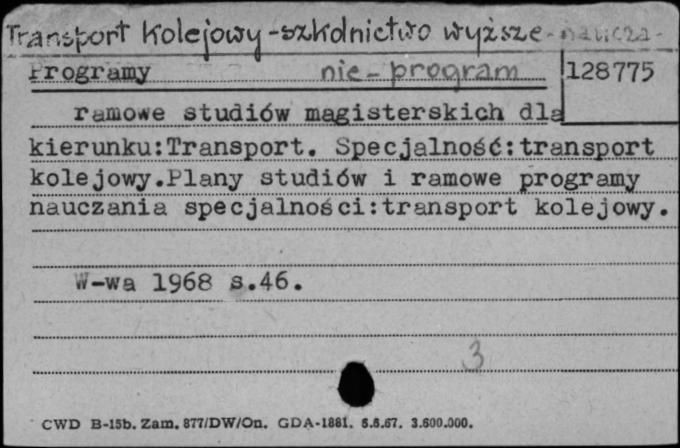 Transport Kolejowy - szkolnictwo wyższe - naucza-
nie - program
Programy 128775
ramowe studiów magisterskich dla
kierunku:Transport. Specjalność:transport
kolejowy.Plany studiów i ramowe programy
nauczania specjalności:transport kolejowy.
W-wa 1968 s.46.
3
CWD B-15b. Zam. 877/DW/On. GDA-1881. 6.6.67. 3.600.000.